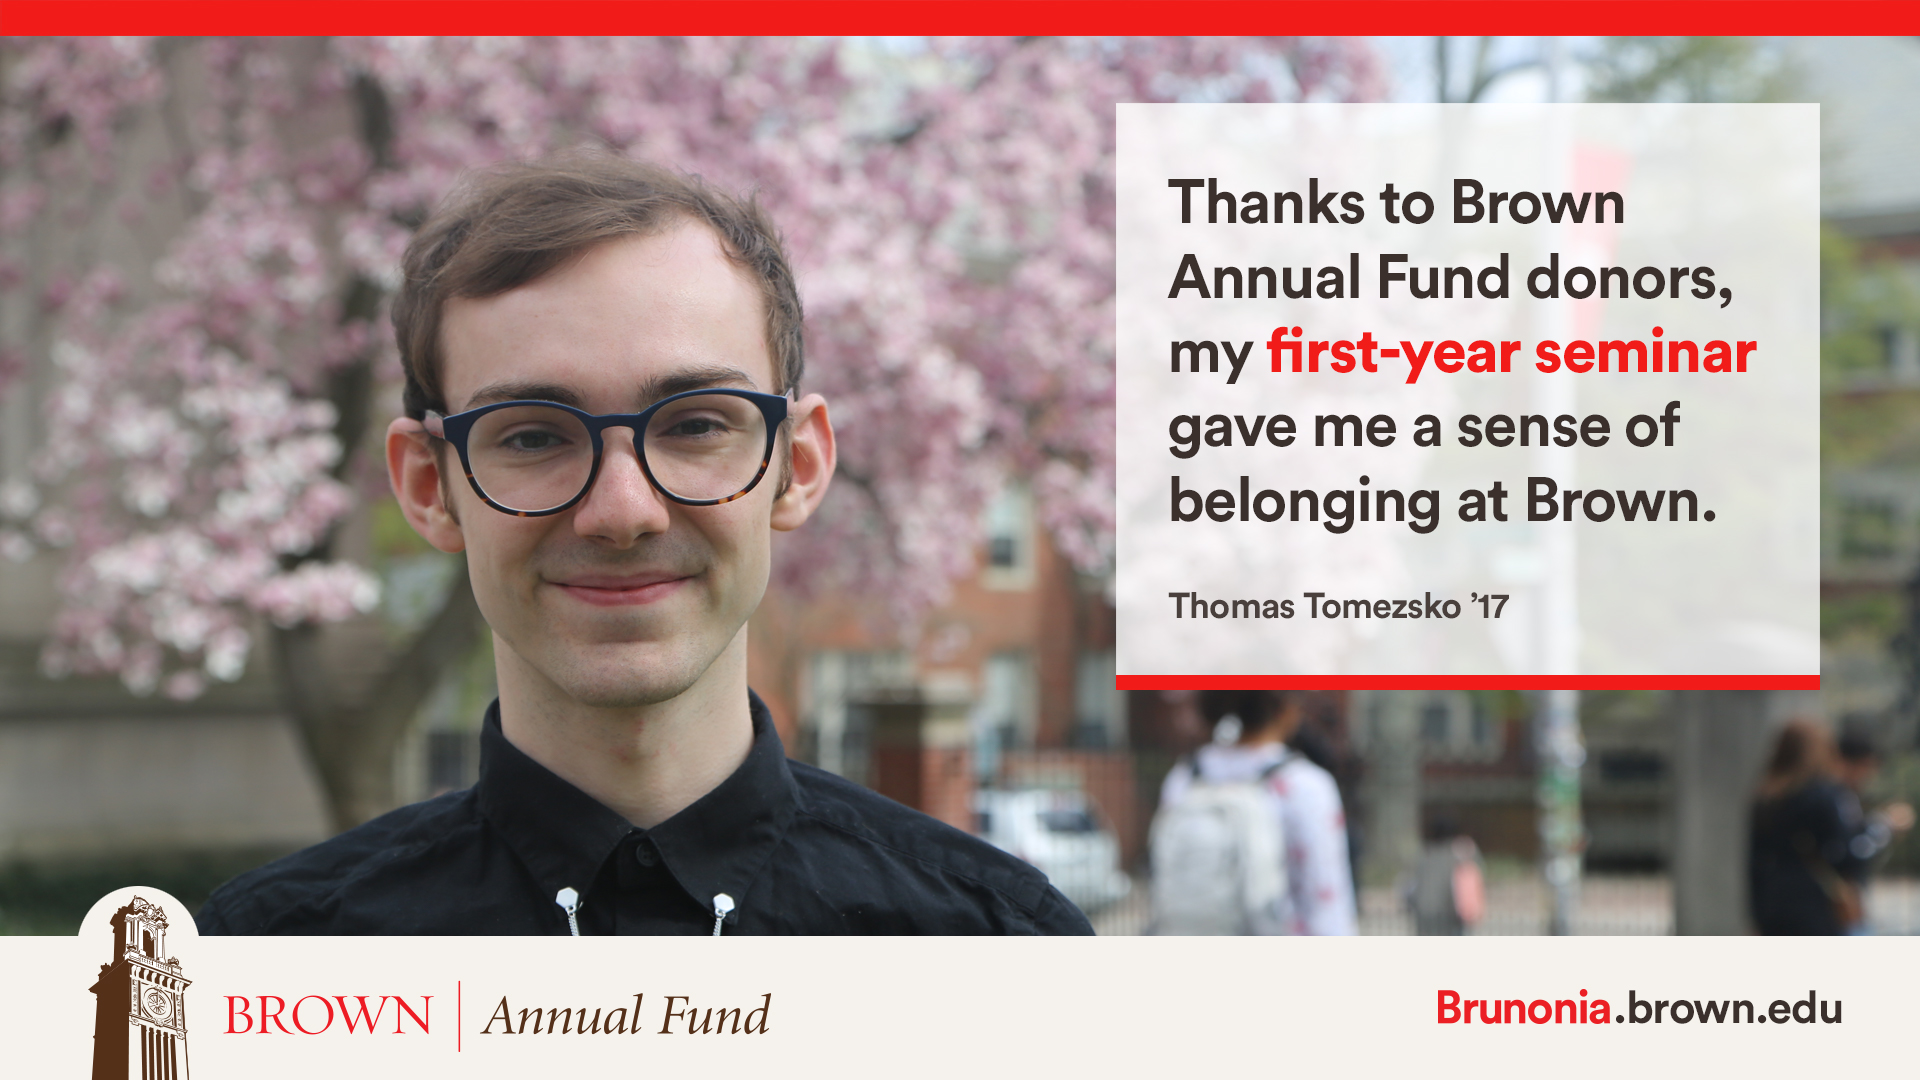 Thanks to Brown
Annual Fund donors,
my first-year seminar
gave me a sense of
belonging at Brown.
Thomas Tomezsko ’17
BROWN | Annual Fund
Brunonia.brown.edu